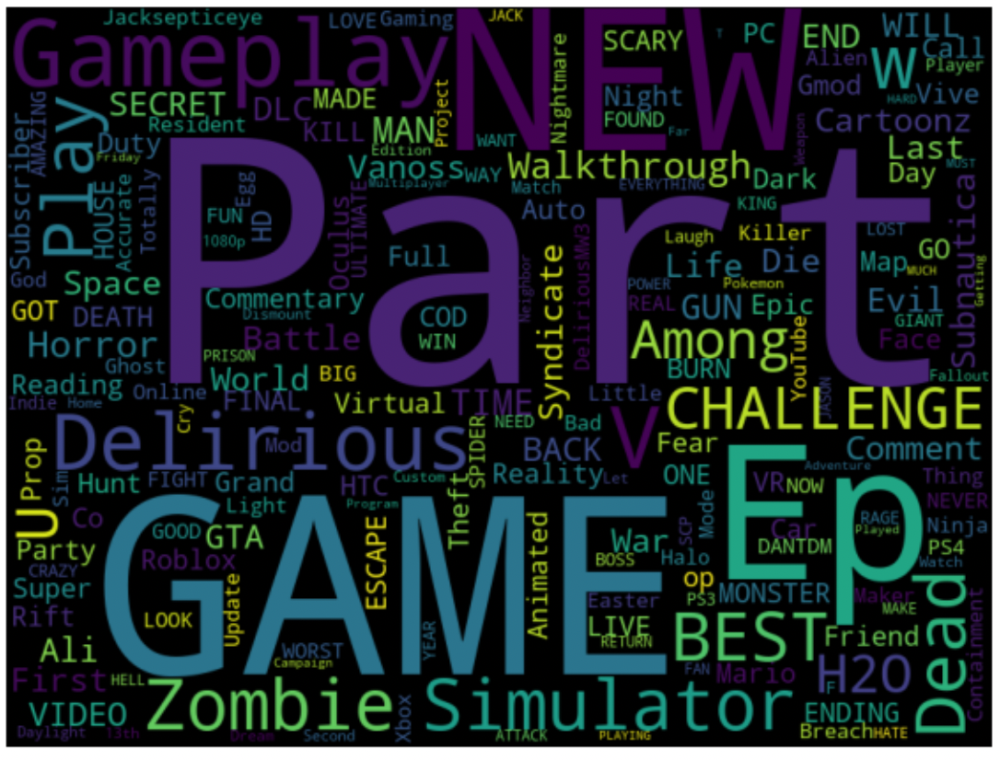 Jacksepticeye
LOVE
Gaming
JACK
NEW
SCARY
T
PC
END
WILL
Call
Gameplay
Alien
W
Player
AMAZING
Play
SECRET
DLC
MADE
Project
Nightmare
Night
Gmod
HARD
Vive
Resident
KILL
MAN
FOUND
Far
Weapon
Cartoonz
Subscriber
Duty
Friday
Edition
WANT
Last
Part
Vanoss
WAY
Walkthrough
Dark
Day
MUST
HOUSE
Accurate
Totally
Egg
Multiplayer
Match
EVERYTHING
KING
Subnautica
FUN
HD
Oculus
ULTIMATE
Auto
Laugh
Killer
LOST
1080p
Full
DeliriousMW3
Life
Die
Map
GO
God
Space
Syndicate
POWER
Pokemon
MUCH
Getting
GOT
DEATH
Commentary
Dismount
COD
Neighbor
REAL
GUN
Epic
Evil
GIANT
Horror
Battle
WIN
Among
YouTube
Face
Ghost
PRISON
BURN
Reading
World
BIG
Little
Fallout
Indie
Home
Online
FINAL
Virtual
TIME
CHALLENGE
JASON
Cry
Delirious
Mod
NEED
Bad
V
Fear
Prop
SPIDER
BACK
Ep
Comment
Sim
Hunt
FIGHT
Grand
HTC
Custom
Theft
Reality
Let
ONE
VR
NOW
Adventure
Thing
U
Co
Light
Program
Mode
NEVER
GAME
GOOD
GTA
ESCAPE
Animated
War
SCP
Car
RAGE
Played
Ninja
Party
Roblox
BOSS
Halo
DANTDM
PS4
CRAZY
Watch
Super
Update
op
MONSTER
Maker
Dead
Rift
LOOK
Easter
PS3
MAKE
Containment
Ali
WORST
YEAR
LIVE
RETURN
BEST
Friend
Campaign
First
HELL
FAN
Mario
H2O
F
VIDEO
Zombie
Xbox
Simulator
ENDING
Daylight
13th
Dream
Second
ATTACK
PLAYING
Breach
HATE